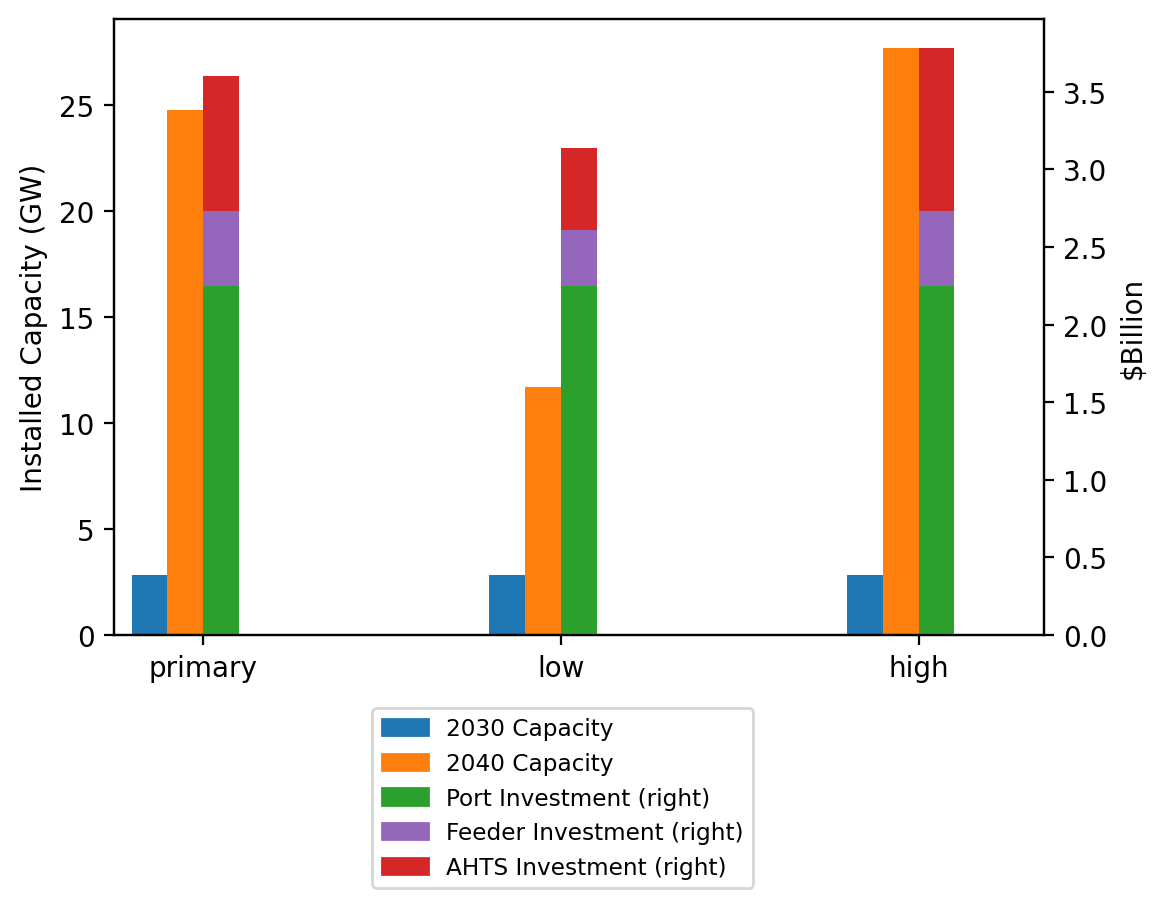 Installed Capacity (GW)
25
20
15
10
5
0
3.5
3.0
2.5
2.0
1.5
1.0
0.5
0.0
$Billion
primary
low
high
2030 Capacity
2040 Capacity
Port Investment (right)
Feeder Investment (right)
AHTS Investment (right)